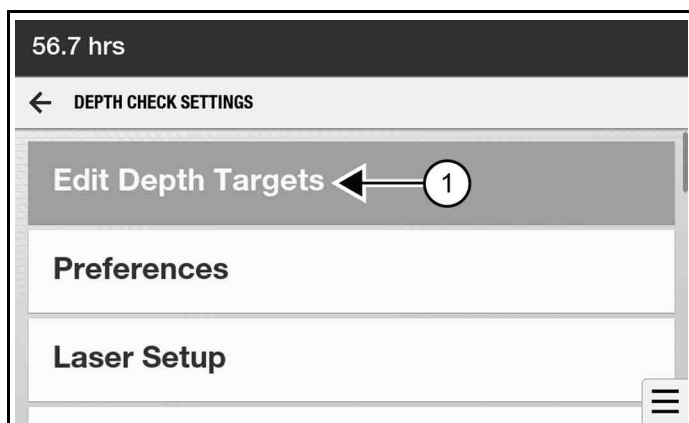 56.7 hrs
DEPTH CHECK SETTINGS
Edit Depth Targets
1
Preferences
Laser Setup